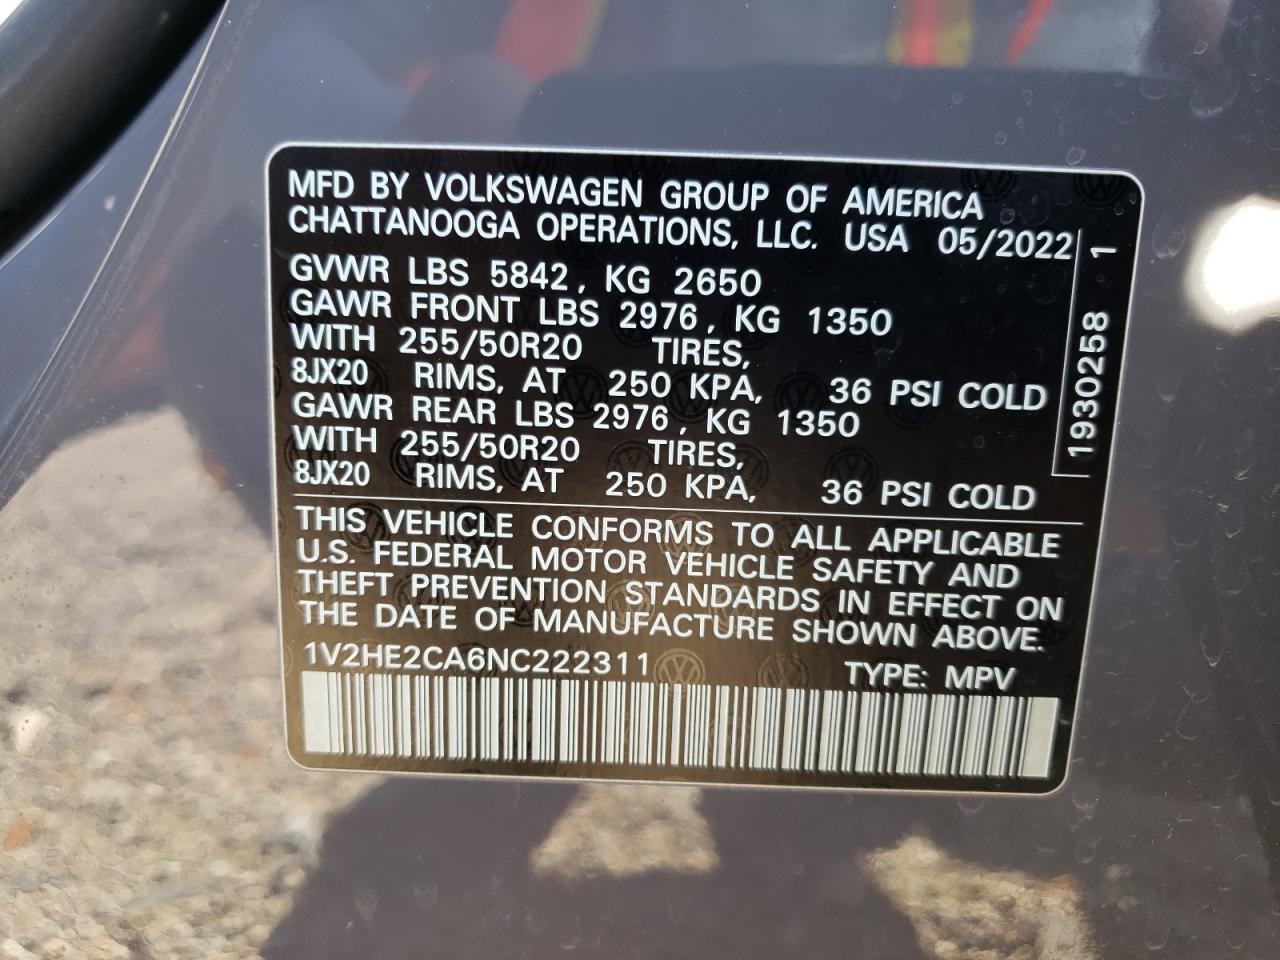 MFD BY VOLKSWAGEN GROUP OF AMERICA
CHATTANOOGA OPERATIONS, LLC. USA 05/2022
GVWR LBS 5842, KG 2650
GAWR FRONT LBS 2976, KG 1350
WITH 255/50R20 TIRES,
8JX20 RIMS, AT 250 KPA, 36 PSI COLD
GAWR REAR LBS 2976, KG 1350
WITH 255/50R20 TIRES,
8JX20 RIMS, AT 250 KPA, 36 PSI COLD
THIS VEHICLE CONFORMS TO ALL APPLICABLE
U.S. FEDERAL MOTOR VEHICLE SAFETY AND
THEFT PREVENTION STANDARDS IN EFFECT ON
THE DATE OF MANUFACTURE SHOWN ABOVE.
1V2HE2CA6NC222311 TYPE: MPV
1930258 1